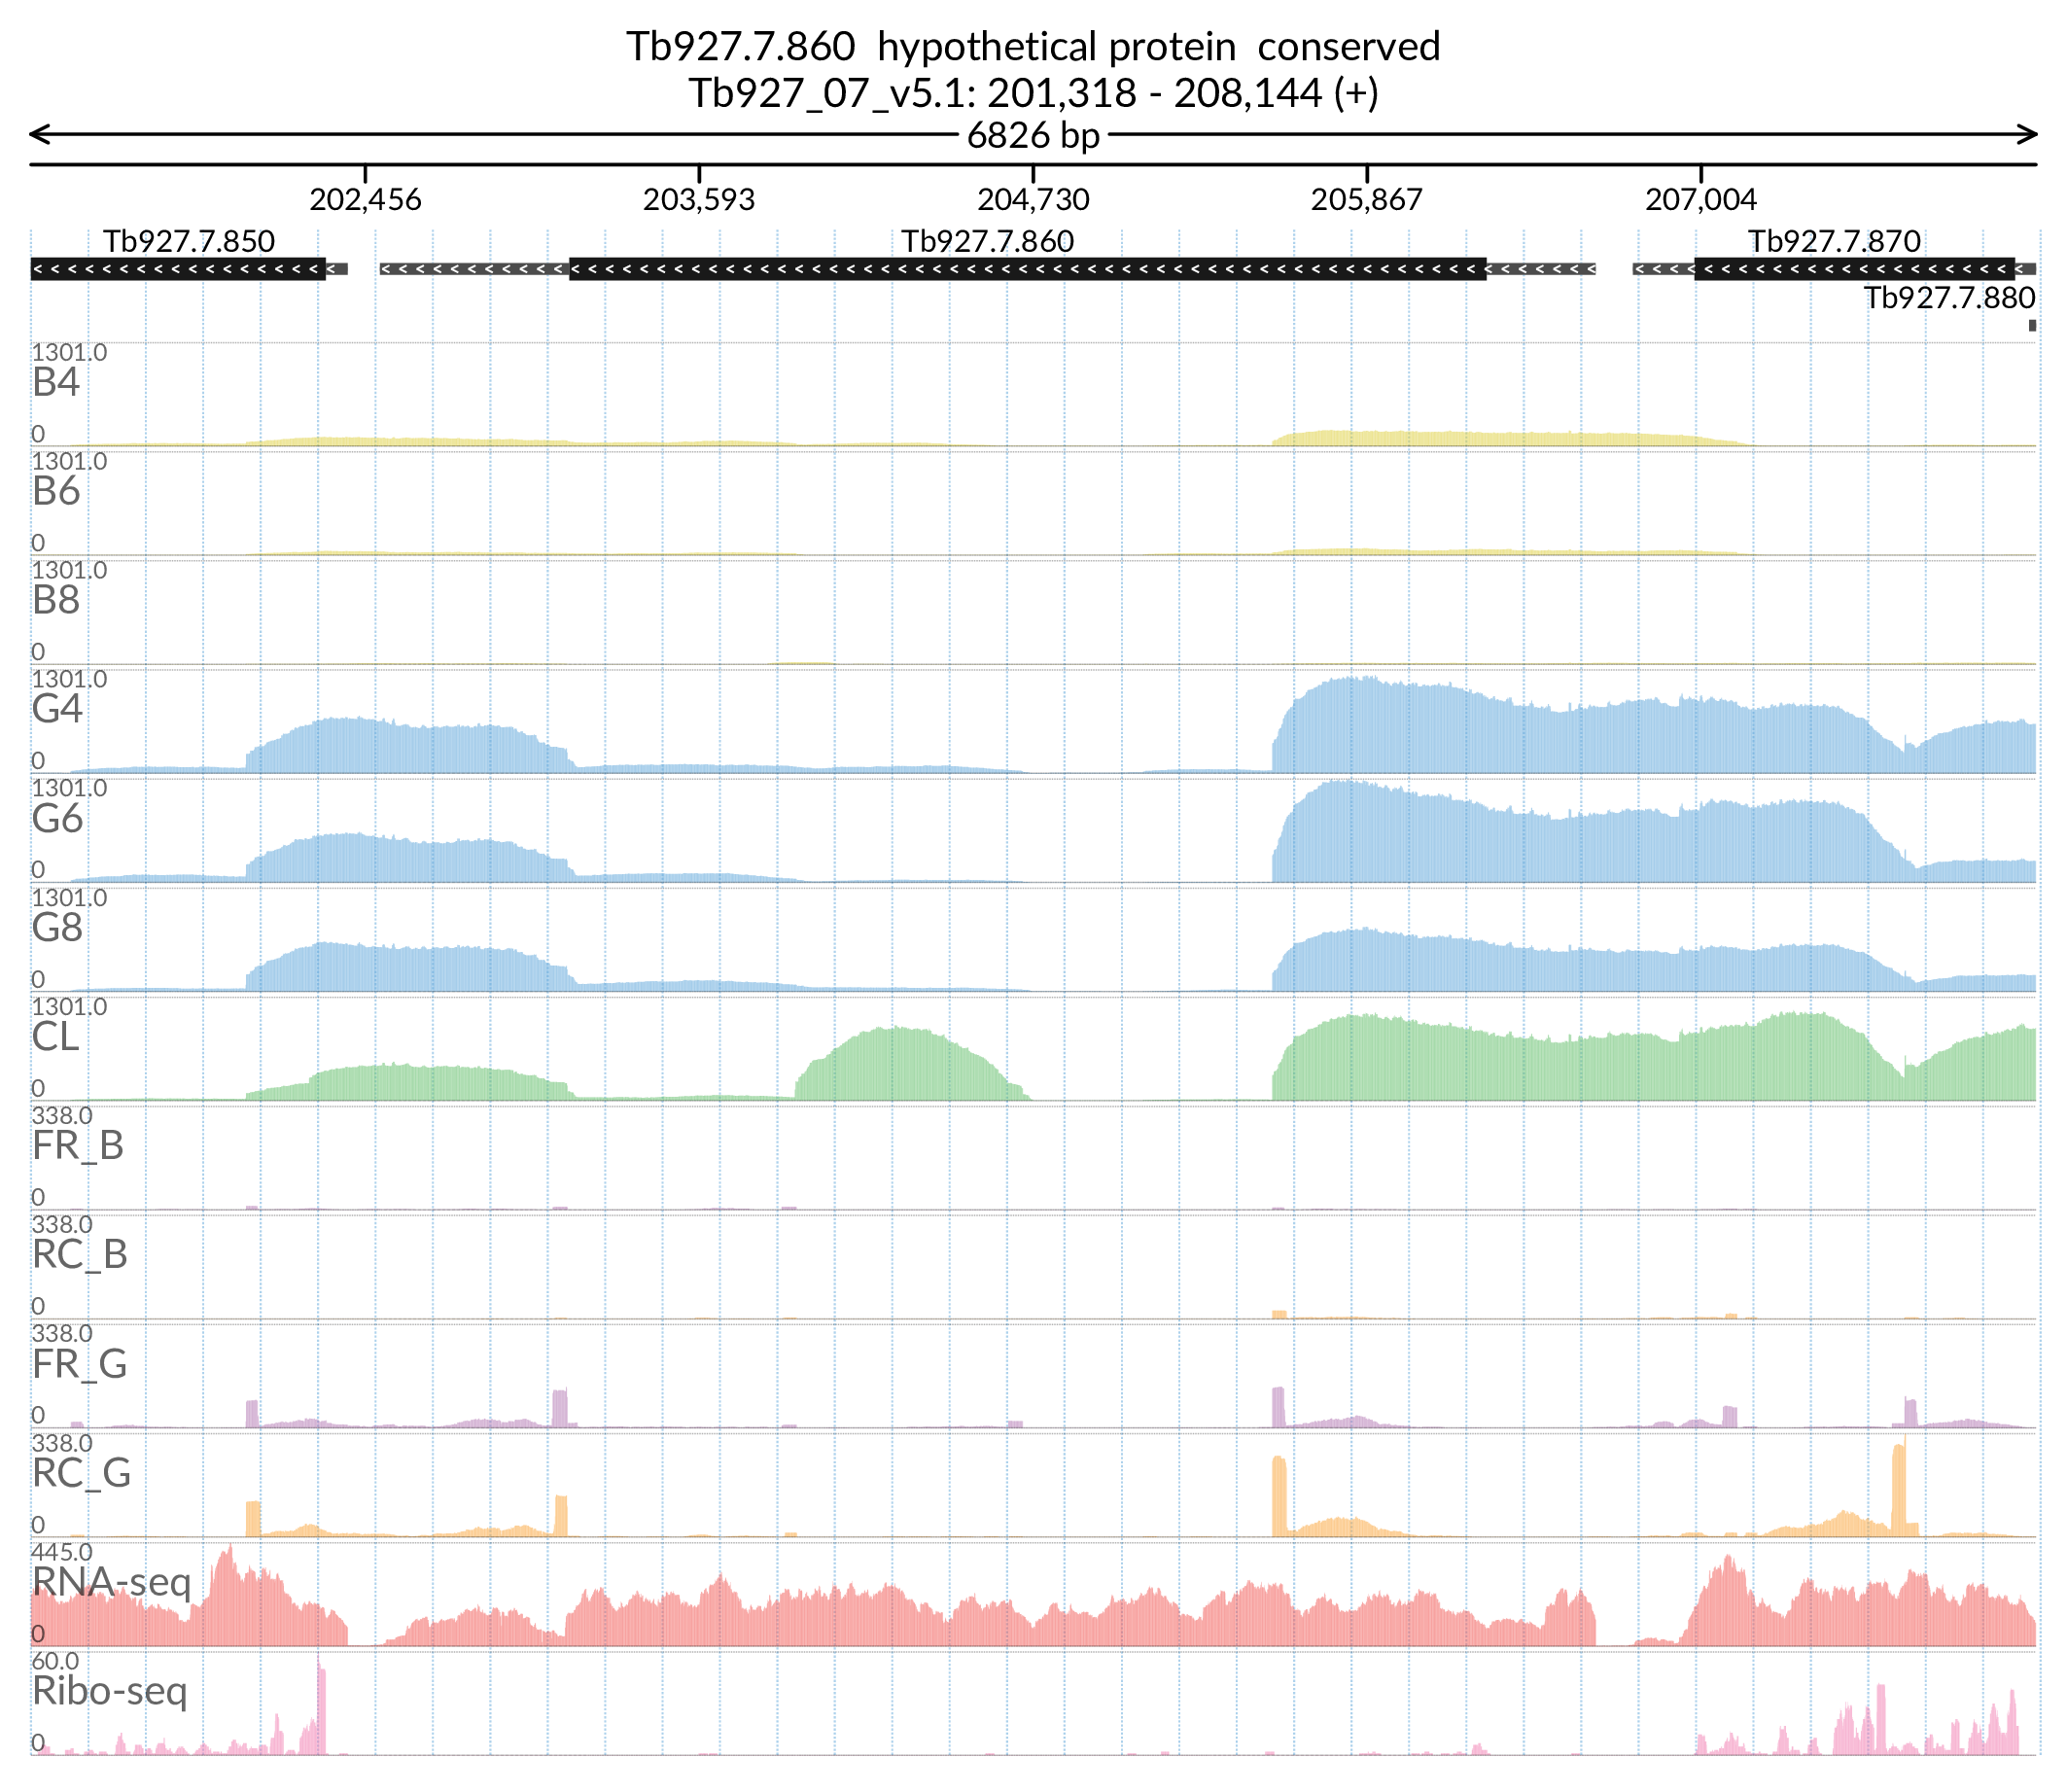 Tb927.7.860  hypothetical protein  conserved
Tb927_07_v5.1: 201,318 - 208,144 (+)
6826 bp
202,456 203,593 204,730 205,867 207,004
Tb927.7.850 Tb927.7.860 Tb927.7.870
Tb927.7.880
1301.0
B4
0
1301.0
B6
0
1301.0
B8
0
1301.0
G4
0
1301.0
G6
0
1301.0
G8
0
1301.0
CL
0
338.0
FR_B
0
338.0
RC_B
0
338.0
FR_G
0
338.0
RC_G
0
445.0
RNA-seq
0
60.0
Ribo-seq
0